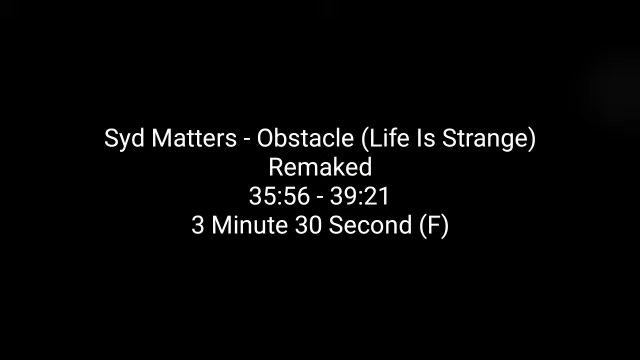 Syd Matters - Obstacle (Life Is Strange)
Remaked
35:56 - 39:21
3 Minute 30 Second (F)